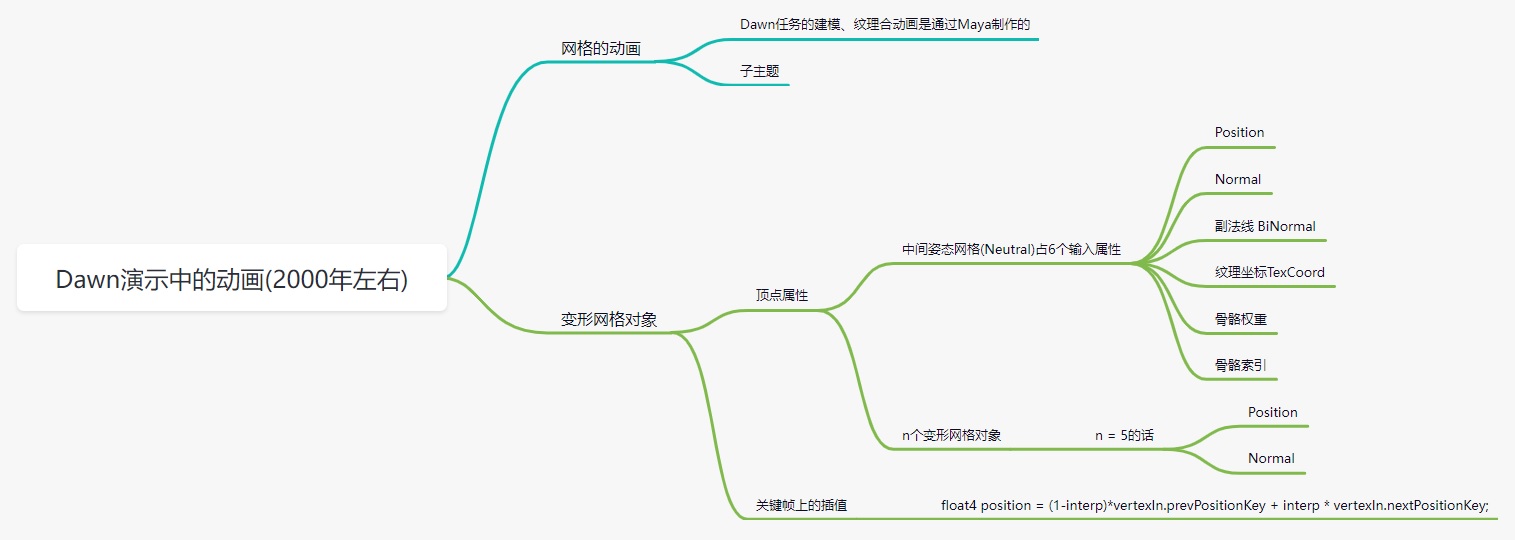 Dawn演示中的动画(2000年左右)
网格的动画
Dawn任务的建模、纹理合动画是通过Maya制作的
子主题
变形网格对象
顶点属性
中间姿态网格(Neutral)占6个输入属性
Position
Normal
副法线 BiNormal
纹理坐标TexCoord
骨骼权重
骨骼索引
n个变形网格对象
n = 5的话
Position
Normal
关键帧上的插值
float4 position = (1-interp)*vertexIn.prevPositionKey + interp * vertexIn.nextPositionKey;